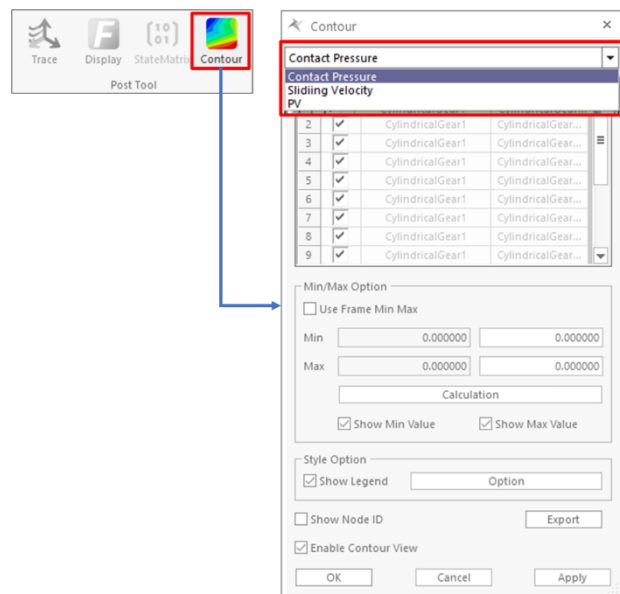 Trace
Display
StateMatrix
Contour
Post Tool
Contour
Contact Pressure
Contact Pressure
Slidiing Velocity
PV
2 CylindricalGear1 CylindricalGear...
3 CylindricalGear1 CylindricalGear...
4 CylindricalGear1 CylindricalGear...
5 CylindricalGear1 CylindricalGear...
6 CylindricalGear1 CylindricalGear...
7 CylindricalGear1 CylindricalGear...
8 CylindricalGear1 CylindricalGear...
9 CylindricalGear1 CylindricalGear...
Min/Max Option
Use Frame Min Max
Min 0.000000 0.000000
Max 0.000000 0.000000
Calculation
Show Min Value Show Max Value
Style Option
Show Legend Option
Show Node ID Export
Enable Contour View
OK Cancel Apply